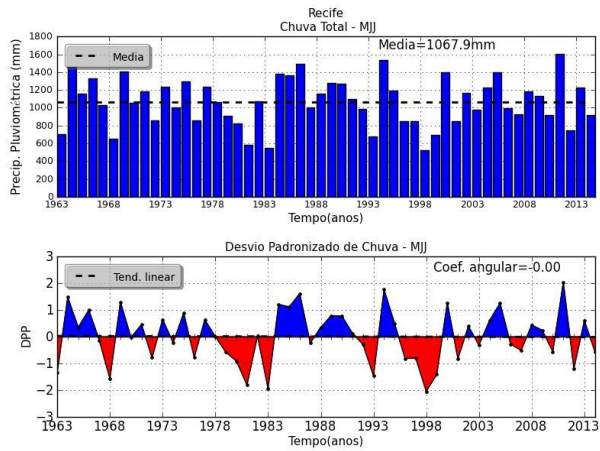 Recife
Chuva Total - MJJ
Precip. Pluviométrica (mm)
1800
1600
1400
1200
1000
800
600
400
200
0
Media
Media=1067.9mm
1963 1968 1973 1978 1983 1988 1993 1998 2003 2008 2013
Tempo(anos)
Desvio Padronizado de Chuva - MJJ
DPP
3
2
1
0
−1
−2
−3
Tend. linear
Coef. angular=-0.00
1963 1968 1973 1978 1983 1988 1993 1998 2003 2008 2013
Tempo(anos)